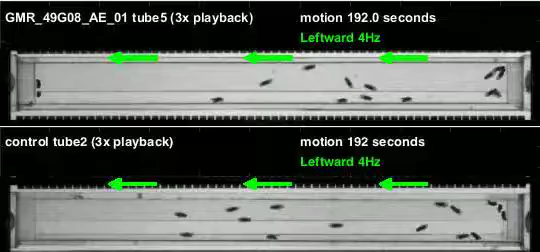 GMR_49G08_AE_01 tube5 (3x playback)
motion 192.0 seconds
Leftward 4Hz
control tube2 (3x playback)
motion 192 seconds
Leftward 4Hz